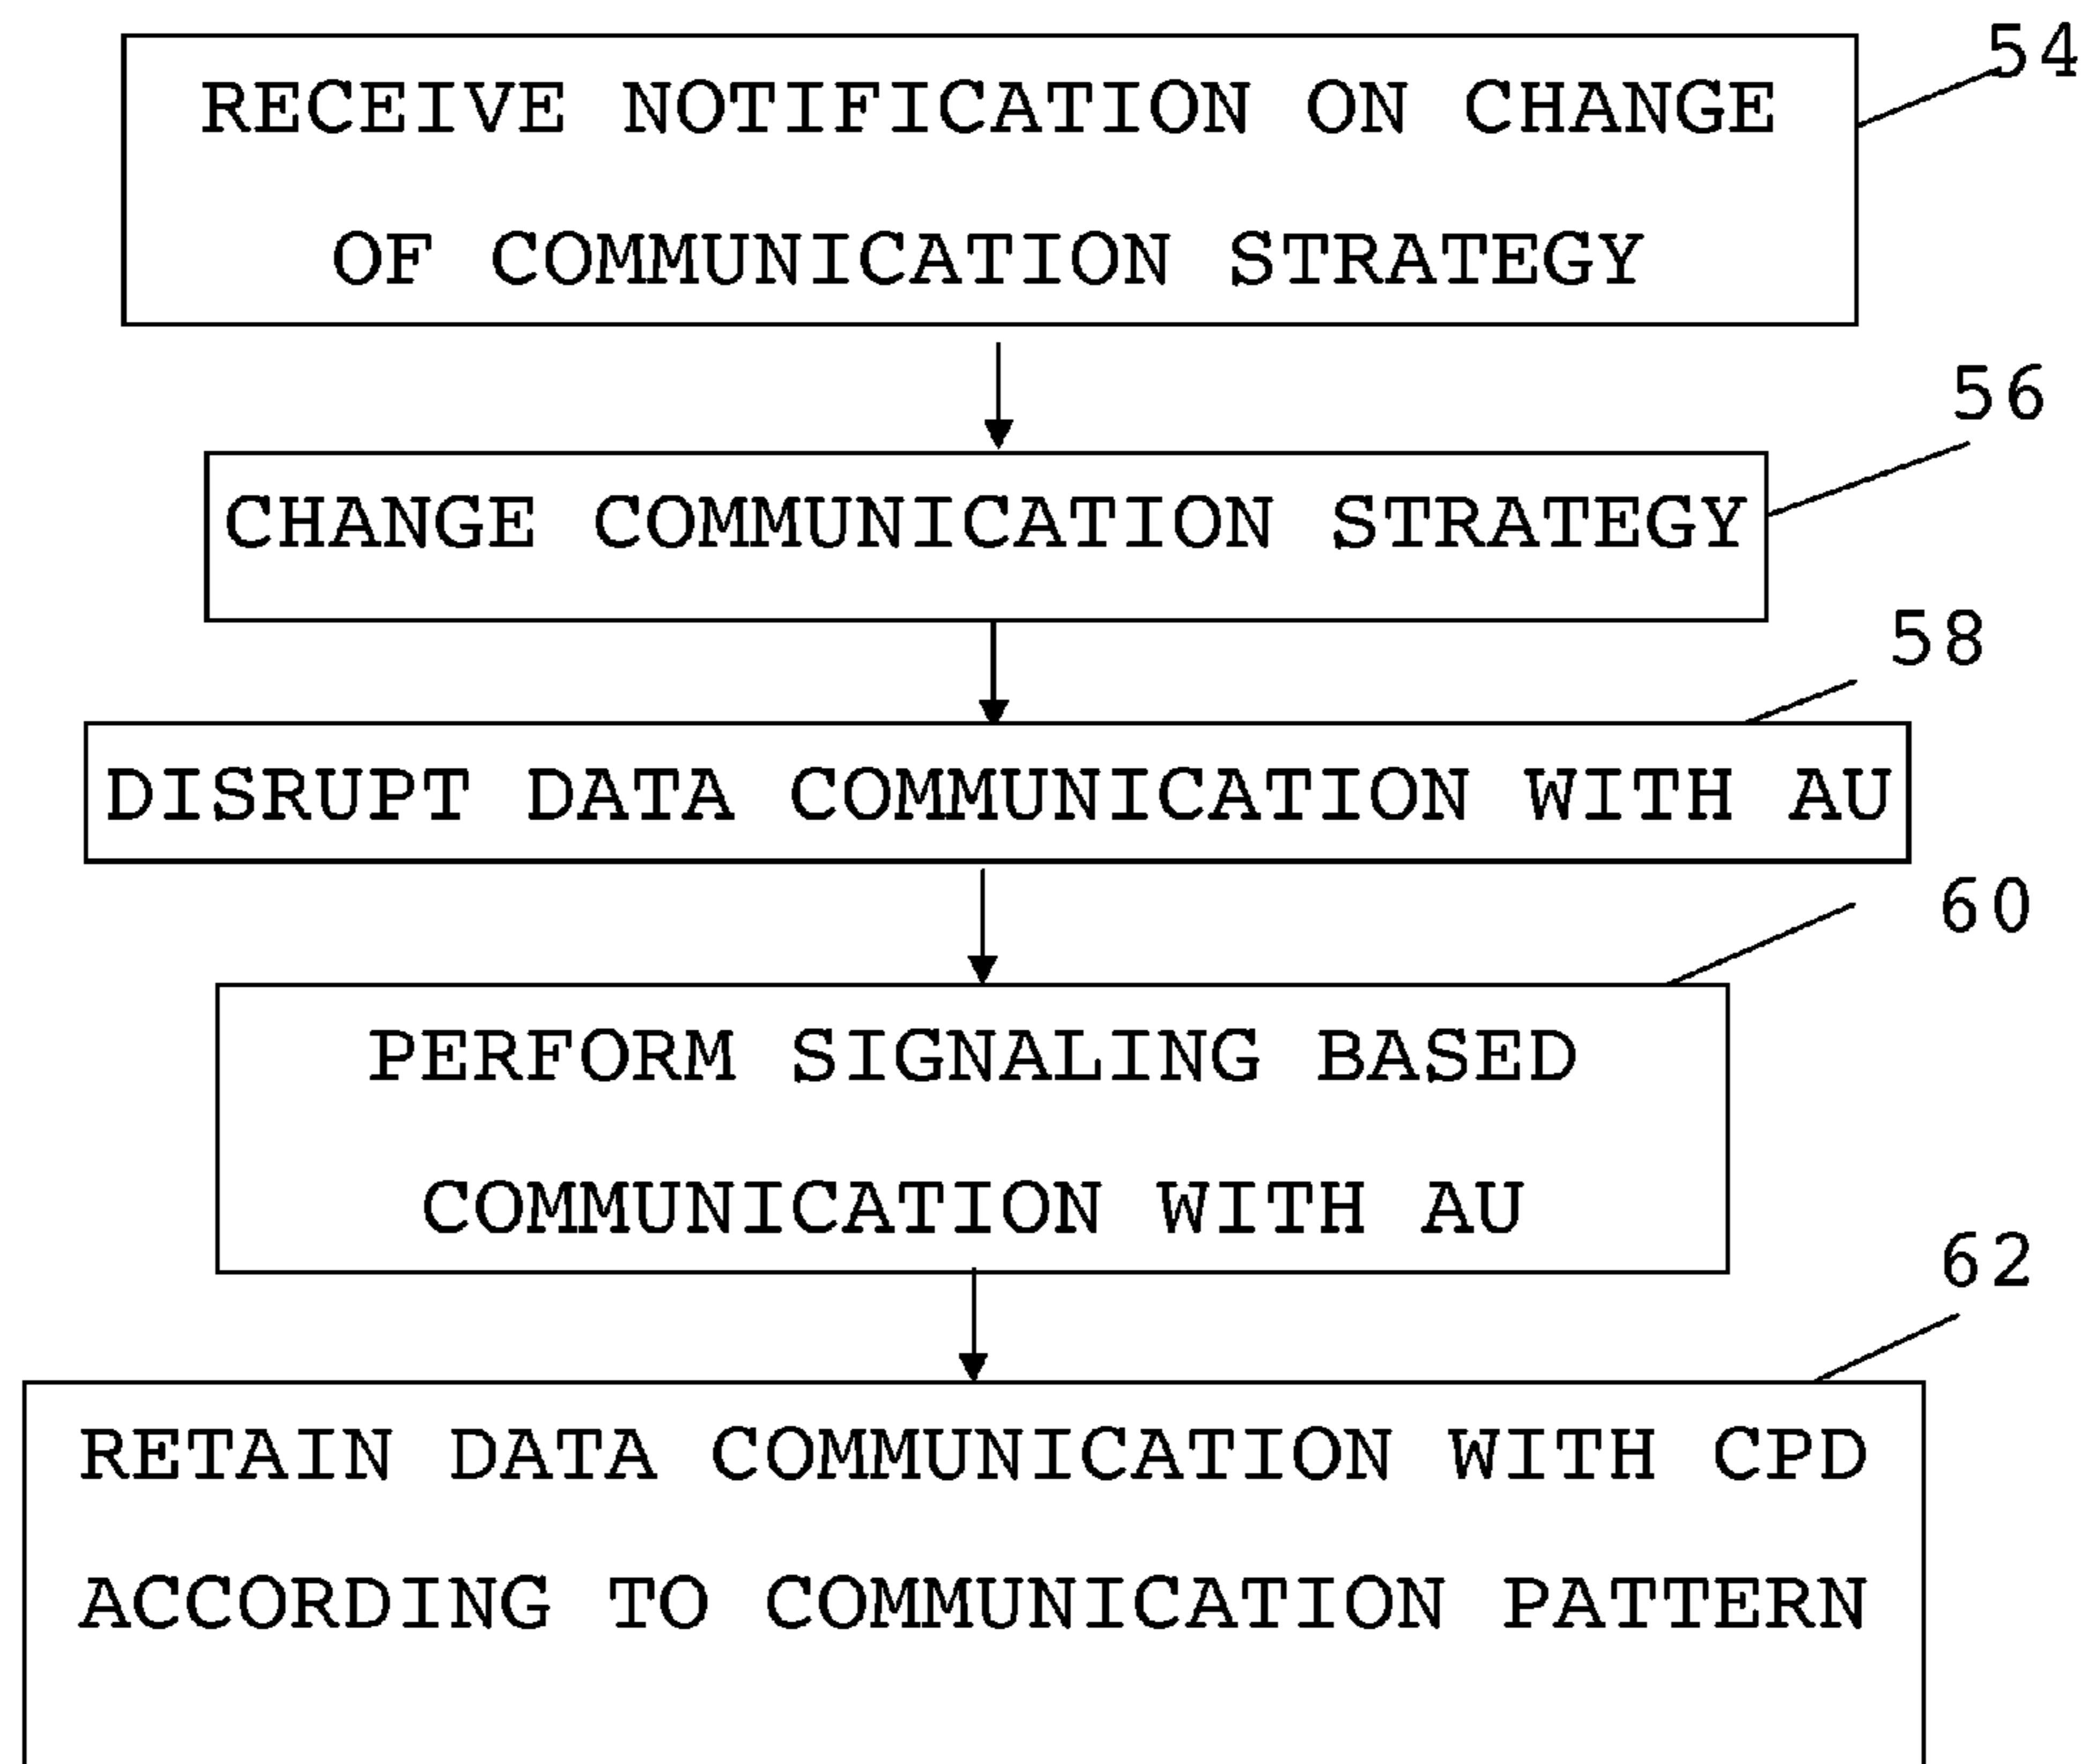 54
RECEIVE NOTIFICATION ON CHANGE
OF COMMUNICATION STRATEGY
56
CHANGE COMMUNICATION STRATEGY
58
DISRUPT DATA COMMUNICATION WITH AU
60
PERFORM SIGNALING BASED
COMMUNICATION WITH AU
62
RETAIN DATA COMMUNICATION WITH CPD
ACCORDING TO COMMUNICATION PATTERN